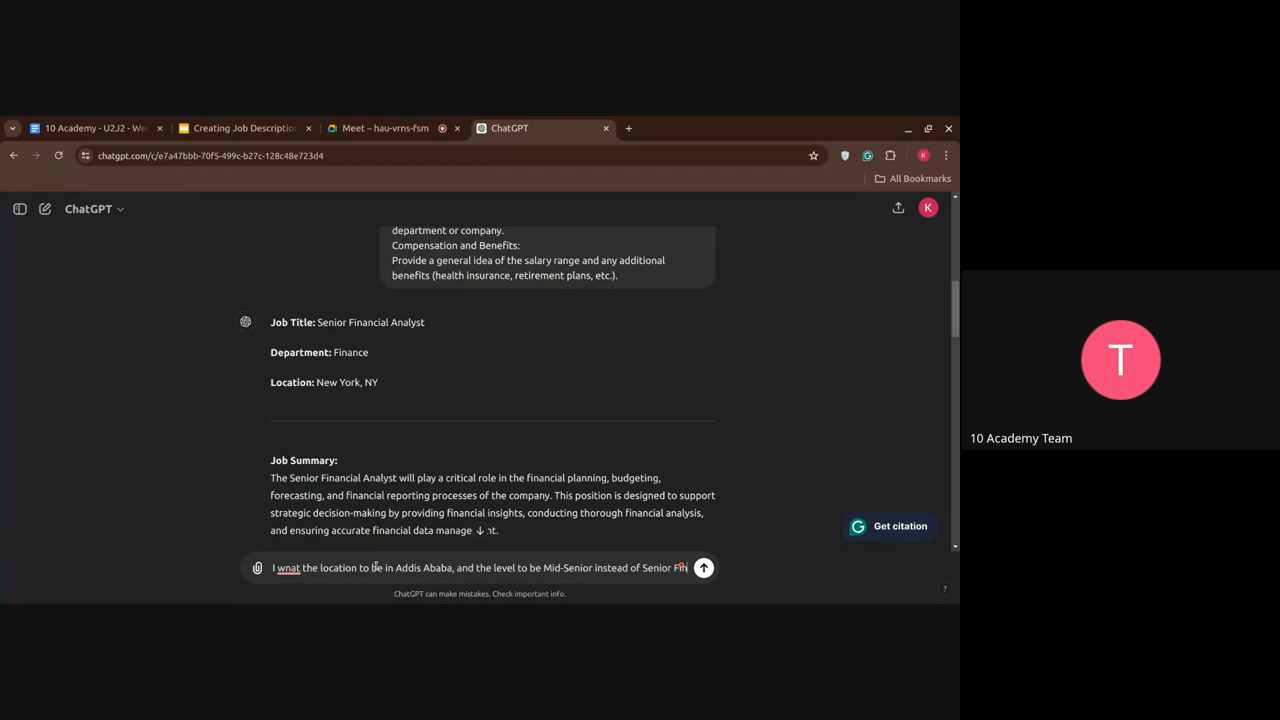 10 Academy - U2J2 - We
Creating Job Description
Meet – hau-vrns-fsm
ChatGPT
chatgpt.com/c/e7a47bbb-70f5-499c-b27c-128c48e723d4
K
All Bookmarks
ChatGPT
K
department or company.
Compensation and Benefits:
Provide a general idea of the salary range and any additional
benefits (health insurance, retirement plans, etc.).
Job Title: Senior Financial Analyst
Department: Finance
Location: New York, NY
Job Summary:
The Senior Financial Analyst will play a critical role in the financial planning, budgeting,
forecasting, and financial reporting processes of the company. This position is designed to support
strategic decision-making by providing financial insights, conducting thorough financial analysis,
and ensuring accurate financial data manage nt.
Get citation
I wnat the location to be in Addis Ababa, and the level to be Mid-Senior instead of Senior Fin
ChatGPT can make mistakes. Check important info.
?
T
10 Academy Team